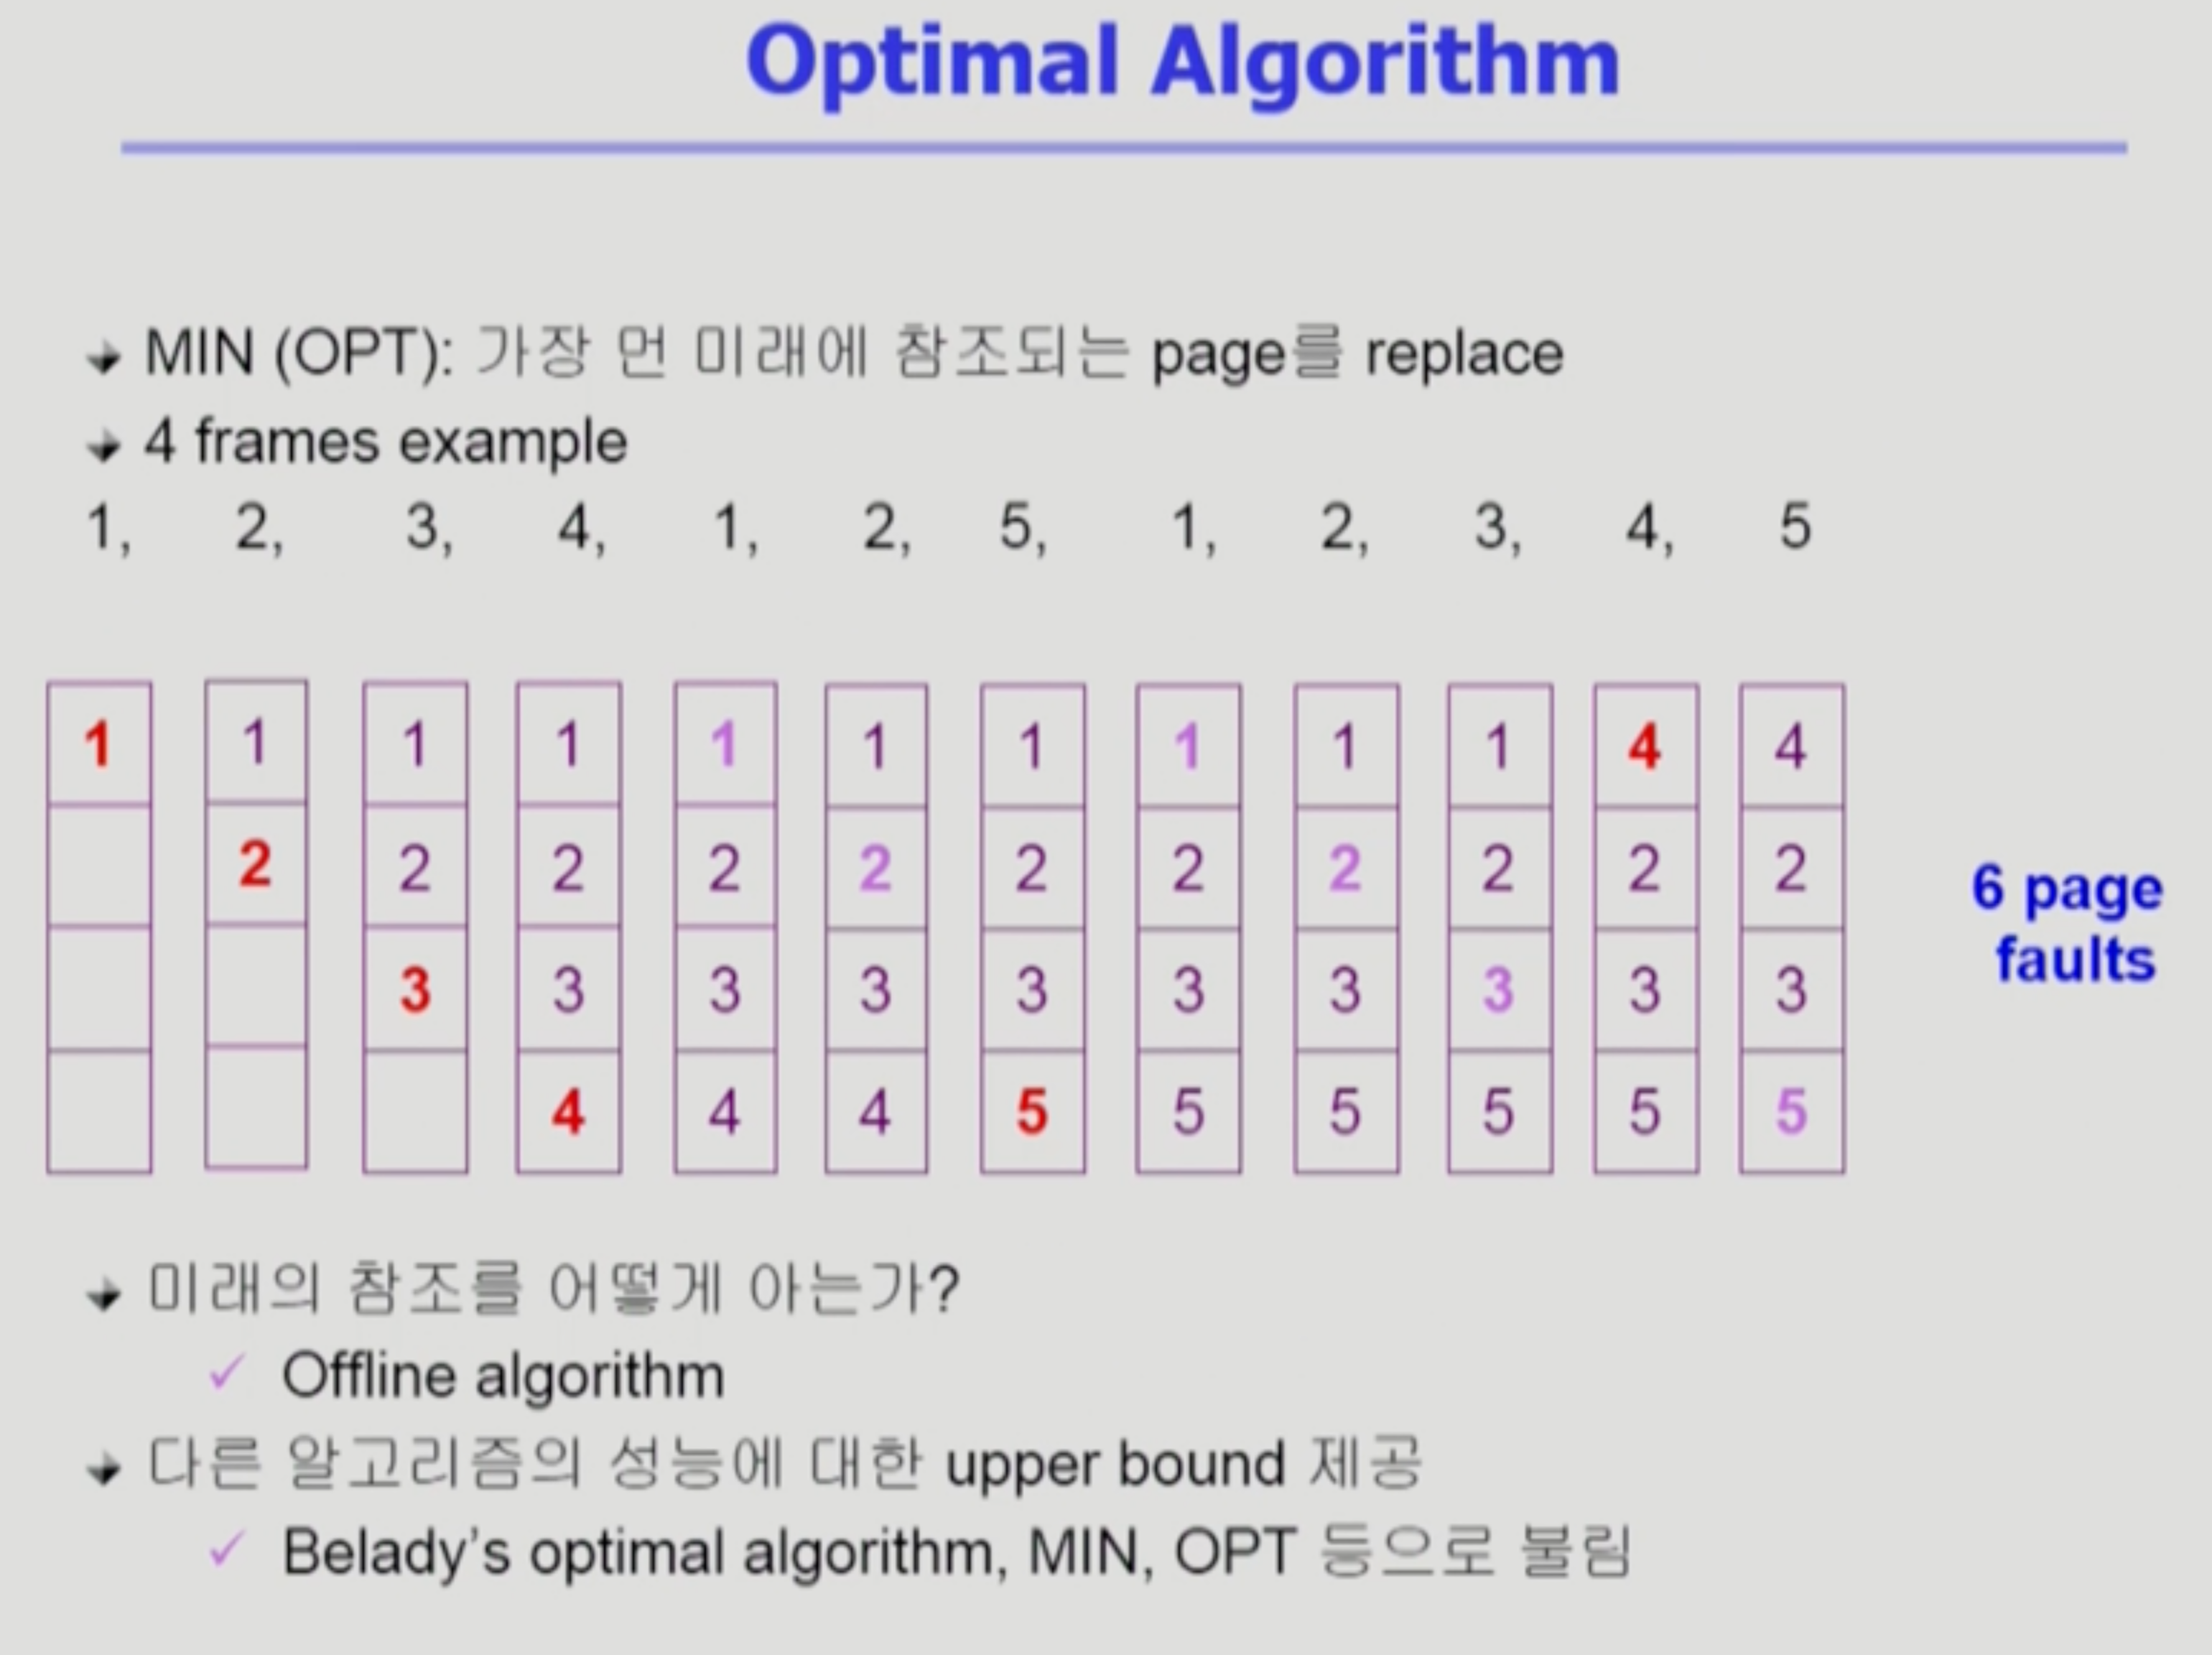 Optimal Algorithm
MIN (OPT): 가장 먼 미래에 참조되는 page를 replace
4 frames example
1, 2, 3, 4, 1, 2, 5, 1, 2, 3, 4, 5
1 1 1 1 1 1 1 1 1 1 4 4
2 2 2 2 2 2 2 2 2 2 2
3 3 3 3 3 3 3 3 3 3
4 4 4 5 5 5 5 5 5
6 page
faults
미래의 참조를 어떻게 아는가?
Offline algorithm
다른 알고리즘의 성능에 대한 upper bound 제공
Belady's optimal algorithm, MIN, OPT 등으로 불림